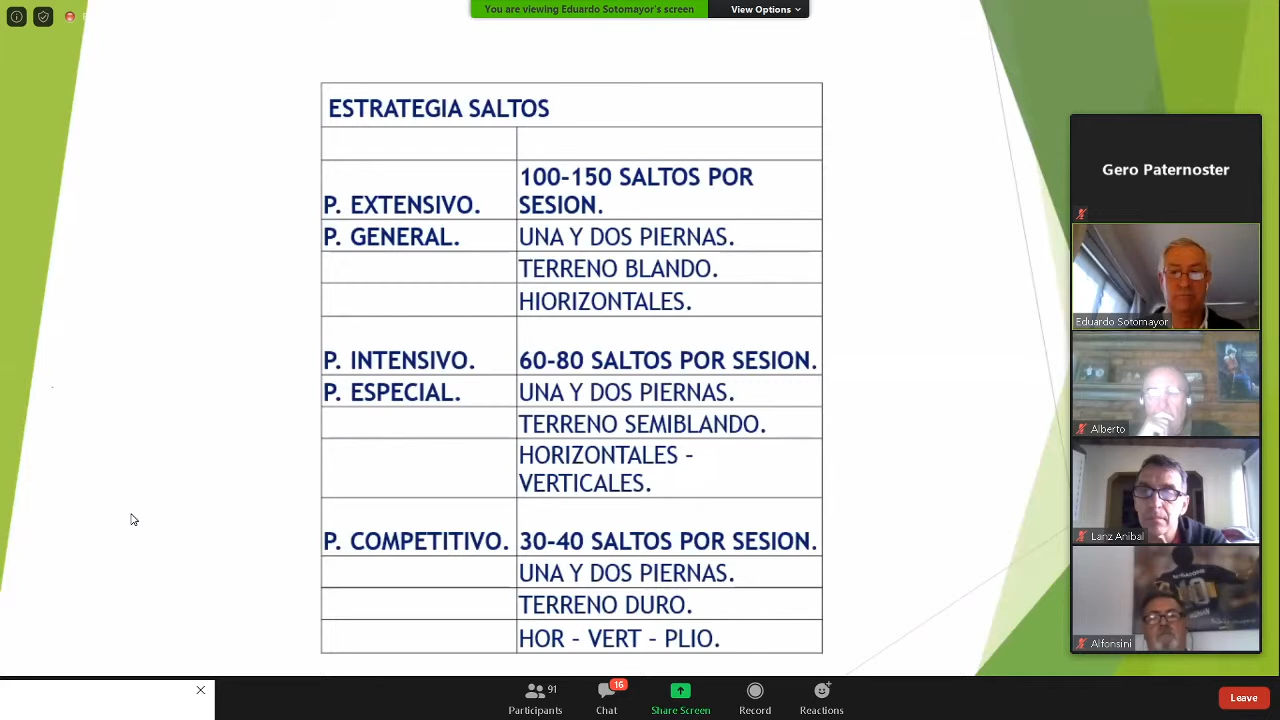 You are viewing Eduardo Sotomayor's screen
View Options
ESTRATEGIA SALTOS
100-150 SALTOS POR
P. EXTENSIVO. SESION.
P. GENERAL. UNA Y DOS PIERNAS.
TERRENO BLANDO.
HIORIZONTALES.
P. INTENSIVO. 60-80 SALTOS POR SESION.
P. ESPECIAL. UNA Y DOS PIERNAS.
TERRENO SEMIBLANDO.
HORIZONTALES -
VERTICALES.
P. COMPETITIVO. 30-40 SALTOS POR SESION.
UNA Y DOS PIERNAS.
TERRENO DURO.
HOR - VERT - PLIO.
Gero Paternoster
Eduardo Sotomayor
Alberto
Lanz Anibal
Alfonsini
10
91
16
Participants
Chat
Share Screen
Record
Reactions
Leave